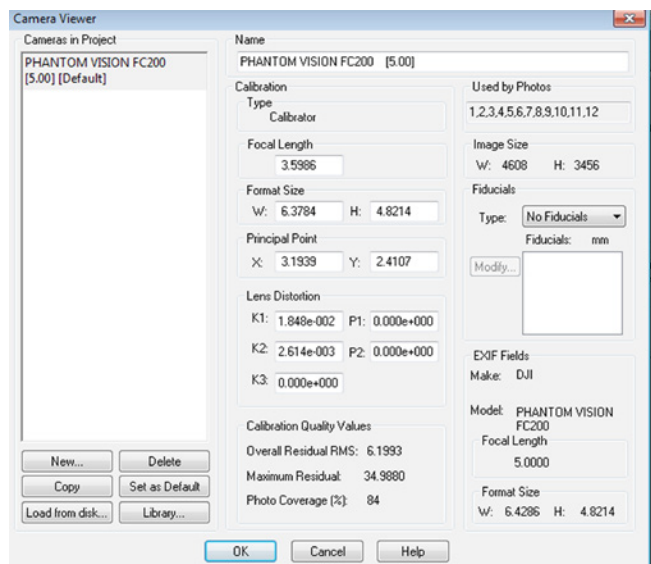 Camera Viewer
Cameras in Project
PHANTOM VISION FC200
[5.00] [Default]
New...
Delete
Copy
Set as Default
Load from disk...
Library...
Name
PHANTOM VISION FC200 [5.00]
Calibration
Type
Calibrator
Focal Length
3.5986
Format Size
W: 6.3784 H: 4.8214
Principal Point
X: 3.1939 Y: 2.4107
Lens Distortion
K1: 1.848e-002 P1: 0.000e+000
K2: 2.614e-003 P2: 0.000e+000
K3: 0.000e+000
Calibration Quality Values
Overall Residual RMS: 6.1993
Maximum Residual: 34.9880
Photo Coverage (%): 84
Used by Photos
1,2,3,4,5,6,7,8,9,10,11,12
Image Size
W: 4608 H: 3456
Fiducials
Type: No Fiducials
Fiducials: mm
Modify...
EXIF Fields
Make: DJI
Model: PHANTOM VISION
FC200
Focal Length
5.0000
Format Size
W: 6.4286 H: 4.8214
OK
Cancel
Help